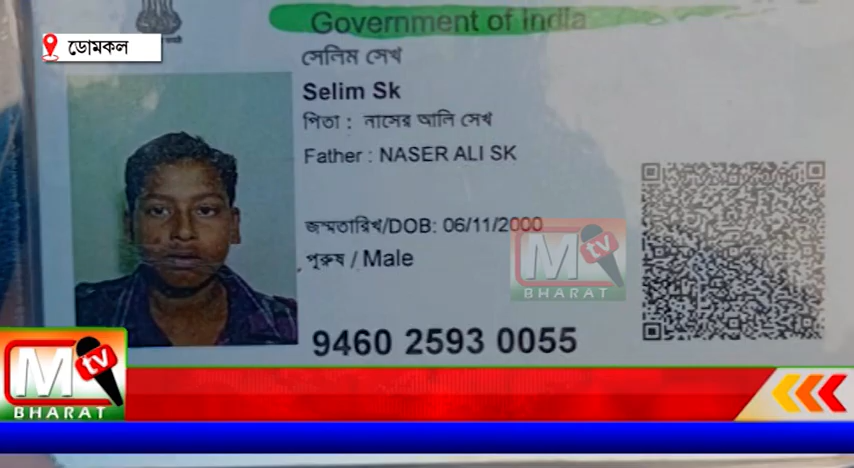 ডোমকল
Government of India
সেলিম সেখ
Selim Sk
পিতা : নাসের আলি সেখ
Father : NASER ALI SK
জন্মতারিখ/DOB: 06/11/2000
পুরুষ / Male
M tv
BHARAT
9460 2593 0055
M tv
BHARAT